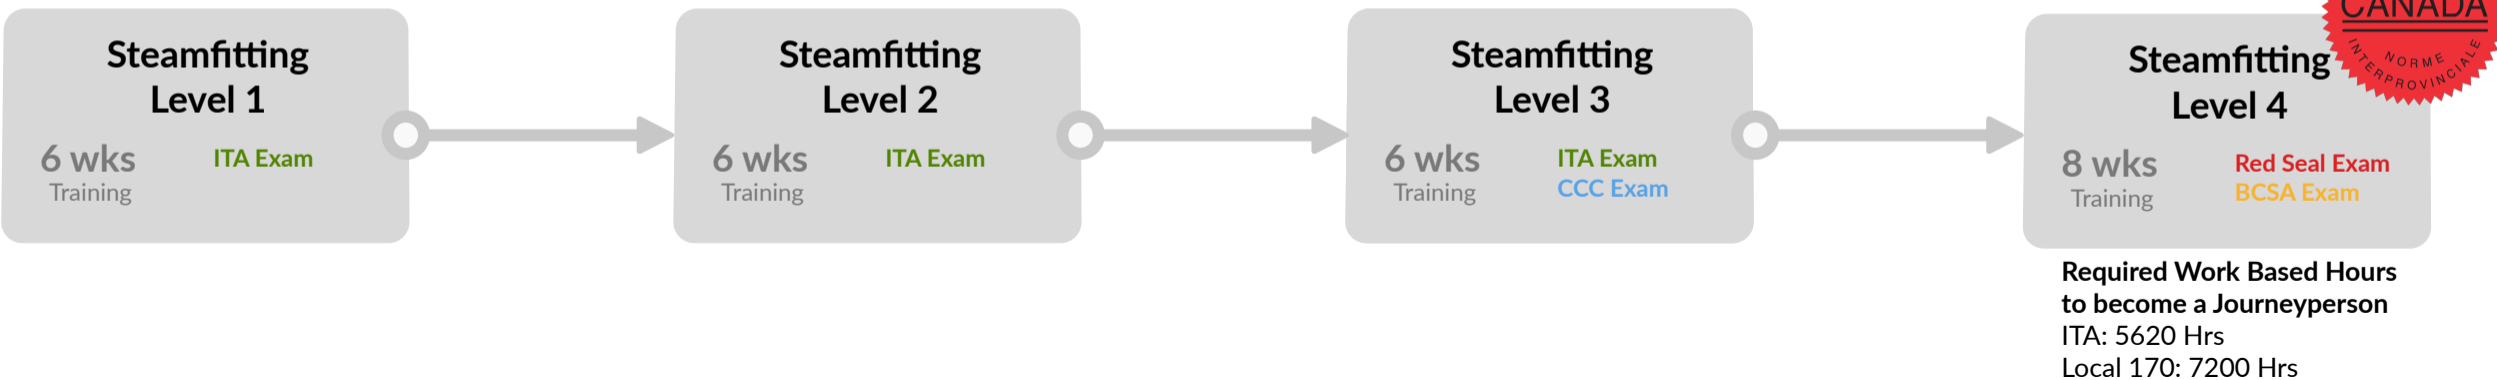 Steamfitting
Level 1
6 wks
Training
ITA Exam
Steamfitting
Level 2
6 wks
Training
ITA Exam
Steamfitting
Level 3
6 wks
Training
ITA Exam
CCC Exam
CANADA
NORME
INTERPROVINCIALE
Steamfitting
Level 4
8 wks
Training
Red Seal Exam
BCSA Exam
Required Work Based Hours
to become a Journeyperson
ITA: 5620 Hrs
Local 170: 7200 Hrs